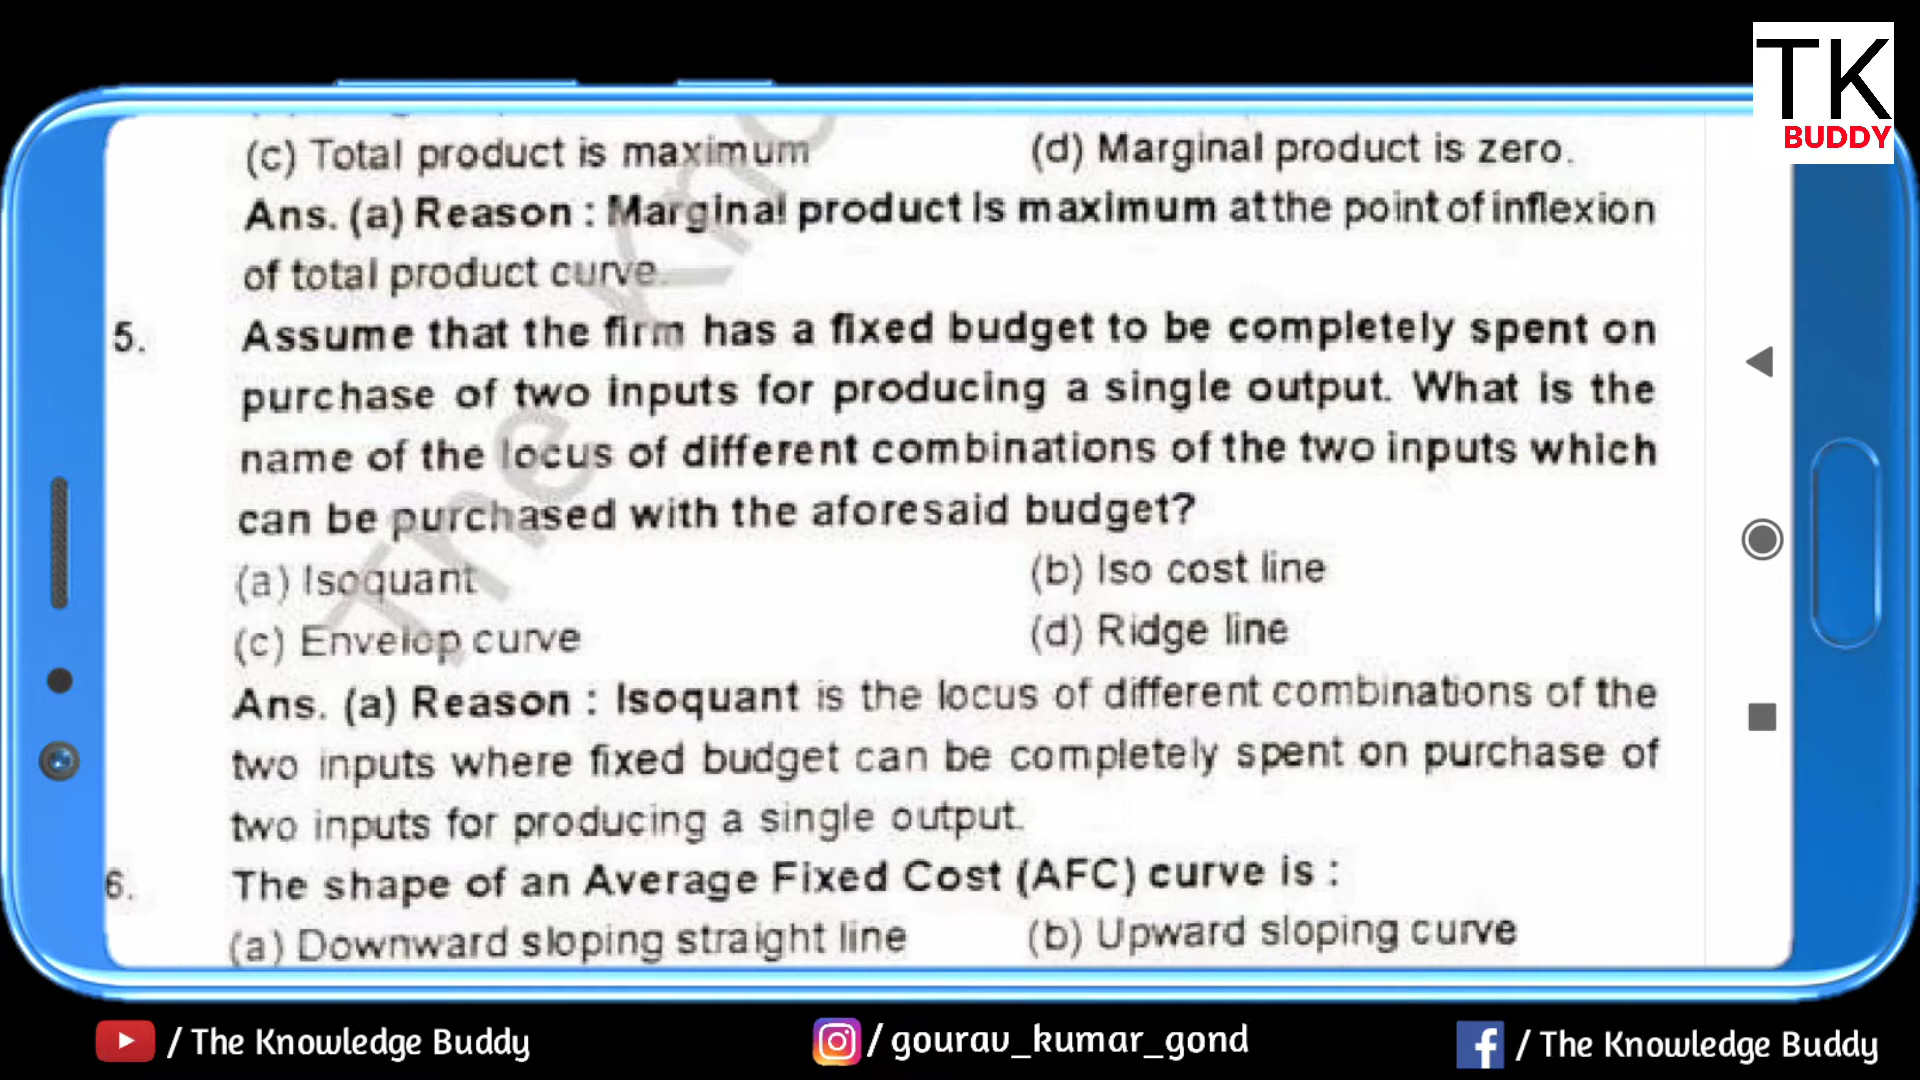 TK
BUDDY
(c) Total product is maximum (d) Marginal product is zero.
Ans. (a) Reason : Marginal product is maximum at the point of inflexion
of total product curve.
5. Assume that the firm has a fixed budget to be completely spent on
purchase of two inputs for producing a single output. What is the
name of the locus of different combinations of the two inputs which
can be purchased with the aforesaid budget?
(a) Isoquant (b) Iso cost line
(c) Envelop curve (d) Ridge line
Ans. (a) Reason : Isoquant is the locus of different combinations of the
two inputs where fixed budget can be completely spent on purchase of
two inputs for producing a single output.
6. The shape of an Average Fixed Cost (AFC) curve is :
(a) Downward sloping straight line (b) Upward sloping curve
The Kno
/ The Knowledge Buddy /gourav_kumar_gond / The Knowledge Buddy